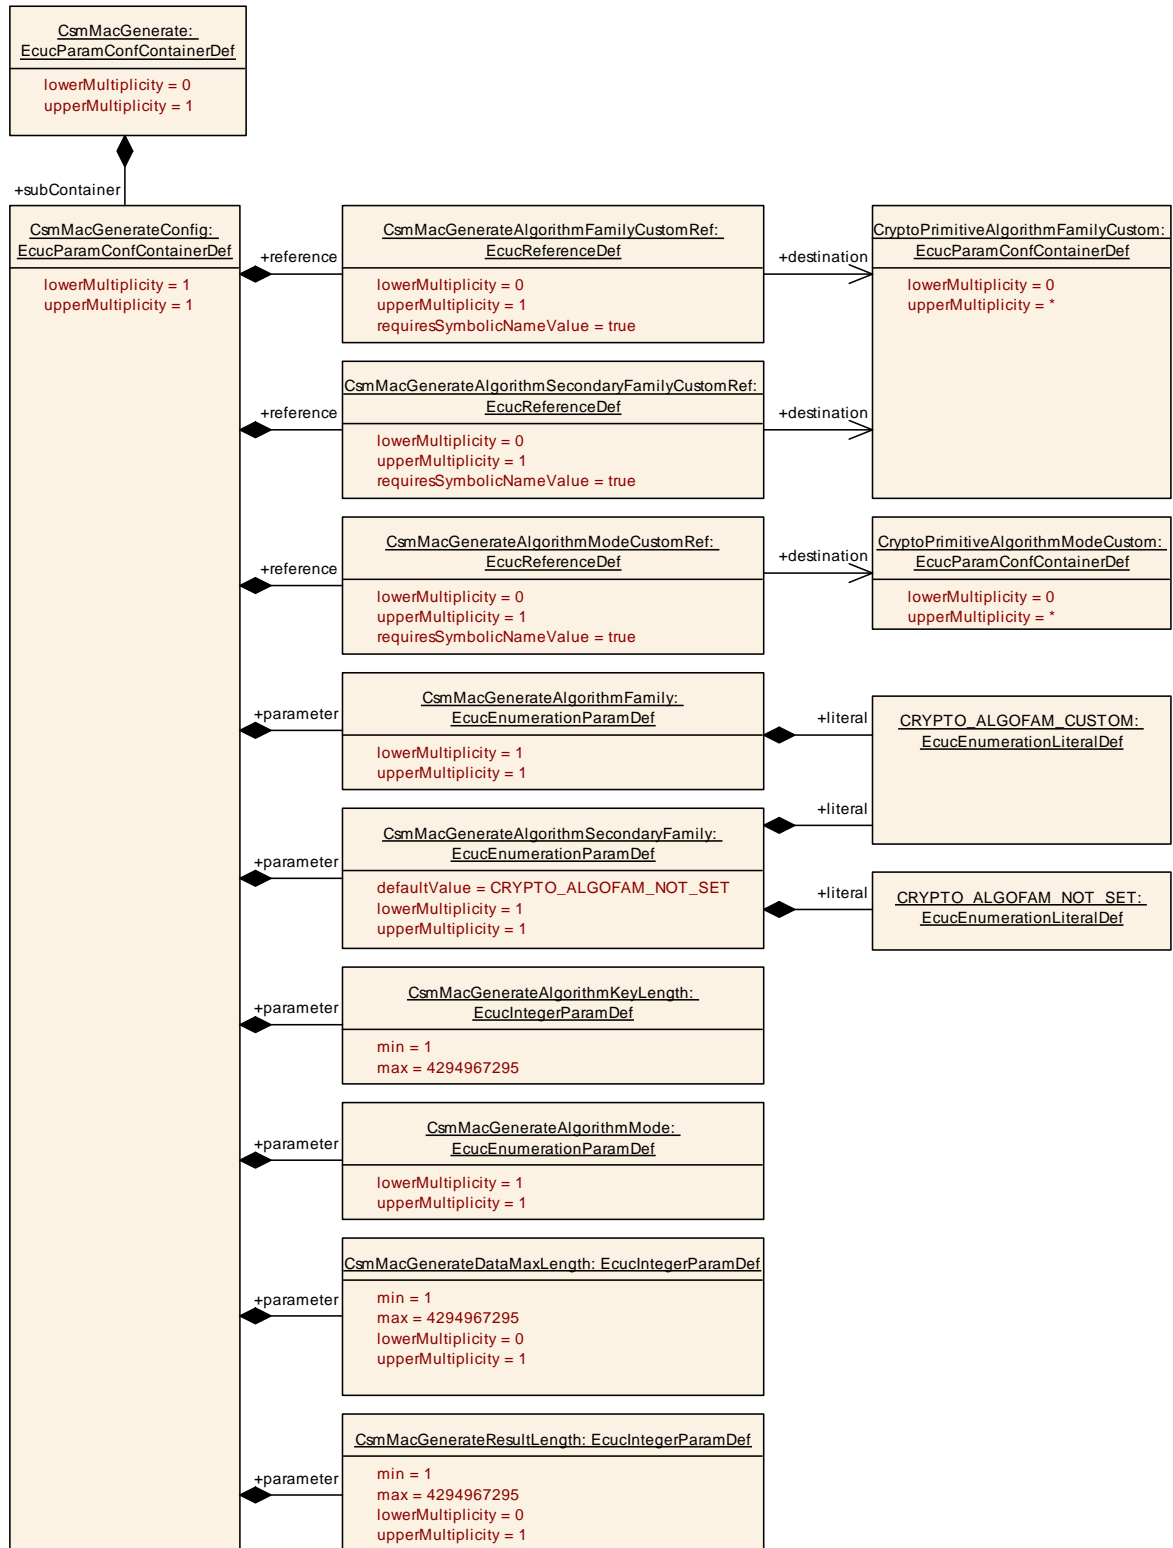 CsmMacGenerate:
EcucParamConfContainerDef
lowerMultiplicity = 0
upperMultiplicity = 1
+subContainer
CsmMacGenerateConfig:
EcucParamConfContainerDef
lowerMultiplicity = 1
upperMultiplicity = 1
+reference
CsmMacGenerateAlgorithmFamilyCustomRef:
EcucReferenceDef
lowerMultiplicity = 0
upperMultiplicity = 1
requiresSymbolicNameValue = true
+destination
CryptoPrimitiveAlgorithmFamilyCustom:
EcucParamConfContainerDef
lowerMultiplicity = 0
upperMultiplicity = *
+reference
CsmMacGenerateAlgorithmSecondaryFamilyCustomRef:
EcucReferenceDef
lowerMultiplicity = 0
upperMultiplicity = 1
requiresSymbolicNameValue = true
+destination
+reference
CsmMacGenerateAlgorithmModeCustomRef:
EcucReferenceDef
lowerMultiplicity = 0
upperMultiplicity = 1
requiresSymbolicNameValue = true
+destination
CryptoPrimitiveAlgorithmModeCustom:
EcucParamConfContainerDef
lowerMultiplicity = 0
upperMultiplicity = *
+parameter
CsmMacGenerateAlgorithmFamily:
EcucEnumerationParamDef
lowerMultiplicity = 1
upperMultiplicity = 1
+literal
CRYPTO_ALGOFAM_CUSTOM:
EcucEnumerationLiteralDef
+literal
+parameter
CsmMacGenerateAlgorithmSecondaryFamily:
EcucEnumerationParamDef
defaultValue = CRYPTO_ALGOFAM_NOT_SET
lowerMultiplicity = 1
upperMultiplicity = 1
+literal
CRYPTO_ALGOFAM_NOT_SET:
EcucEnumerationLiteralDef
+parameter
CsmMacGenerateAlgorithmKeyLength:
EcucIntegerParamDef
min = 1
max = 4294967295
+parameter
CsmMacGenerateAlgorithmMode:
EcucEnumerationParamDef
lowerMultiplicity = 1
upperMultiplicity = 1
+parameter
CsmMacGenerateDataMaxLength: EcucIntegerParamDef
min = 1
max = 4294967295
lowerMultiplicity = 0
upperMultiplicity = 1
+parameter
CsmMacGenerateResultLength: EcucIntegerParamDef
min = 1
max = 4294967295
lowerMultiplicity = 0
upperMultiplicity = 1